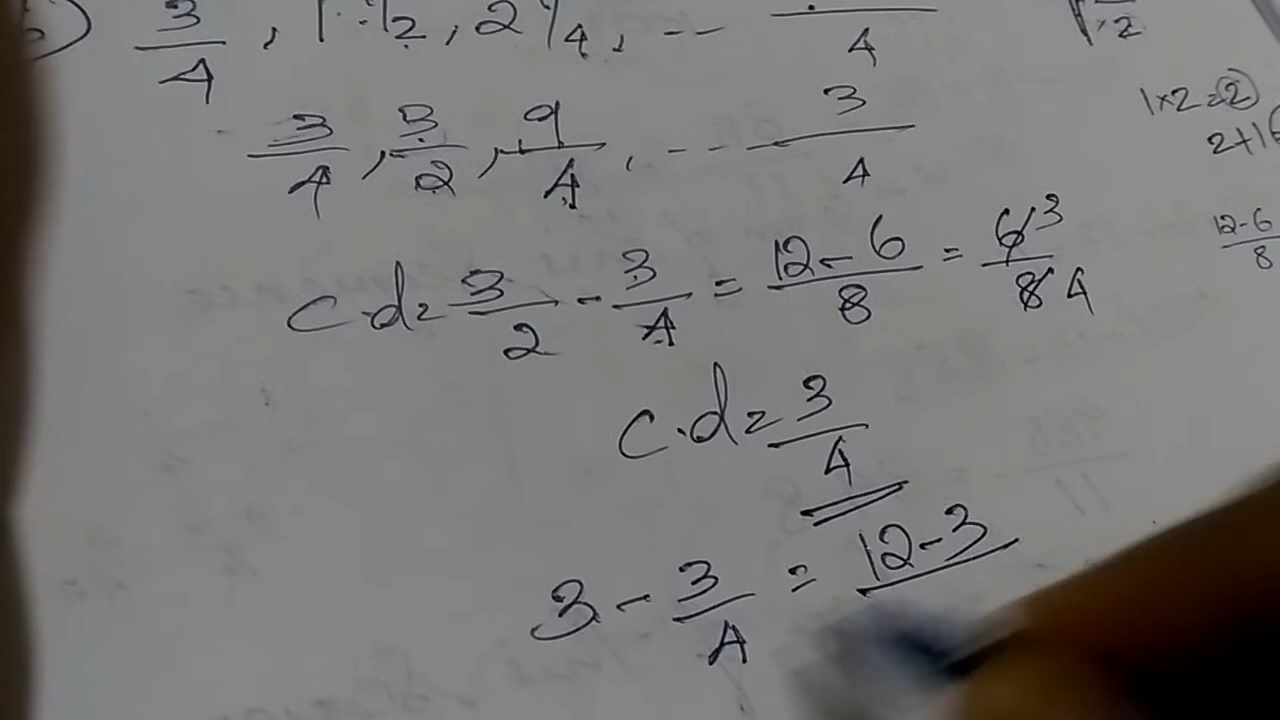 b) 3/4, 1 1/2, 2 1/4, -- /4
3/4, 3/2, 9/4, -- 3/4
1×2=2
2+1
c.d = 3/2 - 3/4 = 12-6/8 = 6/8 3/4
12-6/8
c.d = 3/4
3 - 3/4 = 12-3